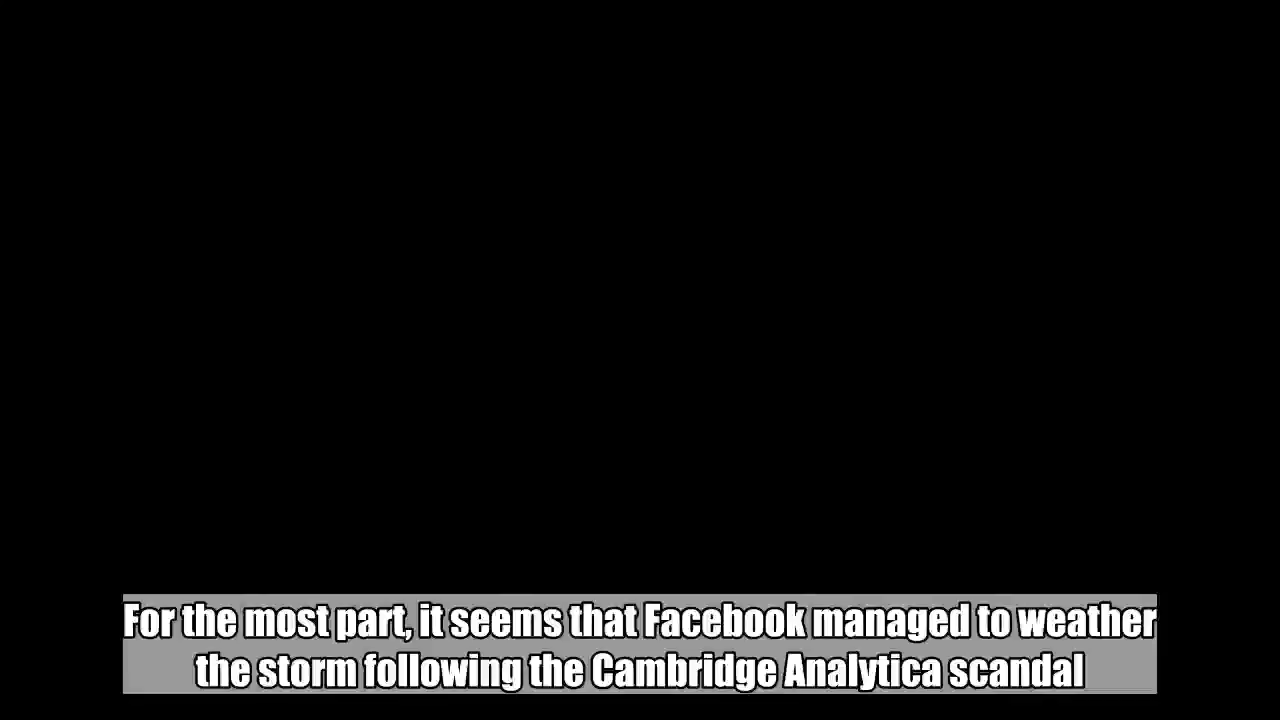 For the most part, it seems that Facebook managed to weather
the storm following the Cambridge Analytica scandal